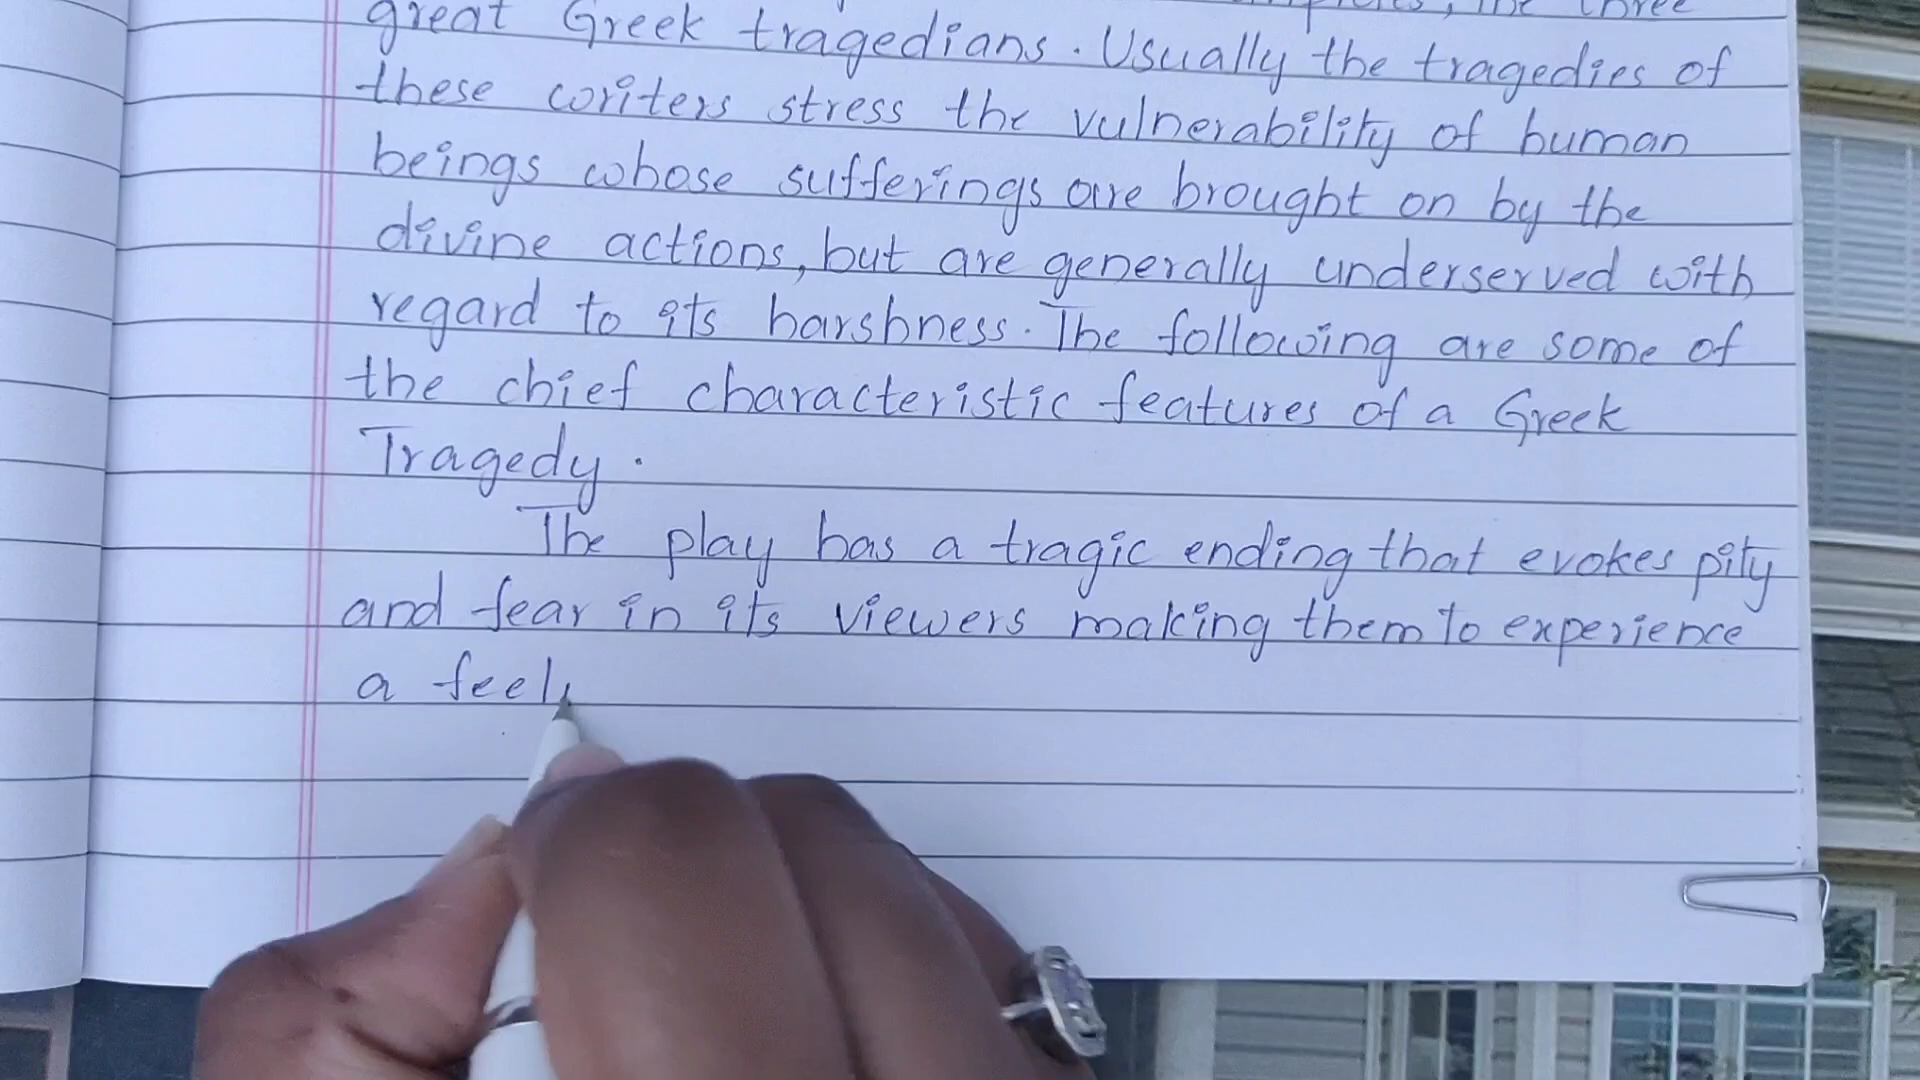 the three
great Greek tragedians. Usually the tragedies of
these writers stress the vulnerability of human
beings whose sufferings are brought on by the
divine actions, but are generally underserved with
regard to its harshness. The following are some of
the chief characteristic features of a Greek
Tragedy.
The play has a tragic ending that evokes pity
and fear in its viewers making them to experience
a feel